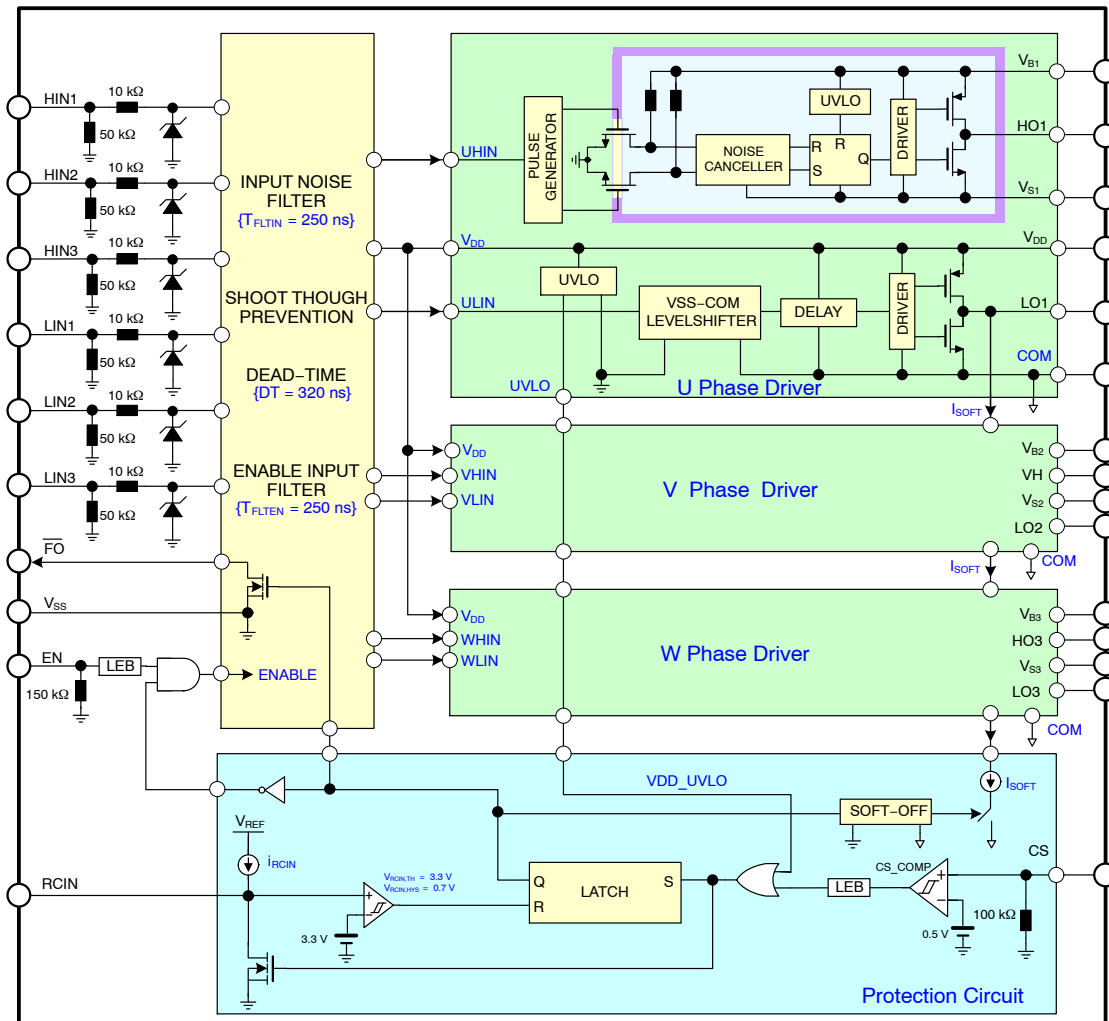 HIN1
10 kΩ
50 kΩ
HIN2
10 kΩ
50 kΩ
HIN3
10 kΩ
50 kΩ
LIN1
10 kΩ
50 kΩ
LIN2
10 kΩ
50 kΩ
LIN3
10 kΩ
50 kΩ
FO
VSS
EN
LEB
150 kΩ
ENABLE
INPUT NOISE
FILTER
{TFLTIN = 250 ns}
SHOOT THOUGH
PREVENTION
DEAD–TIME
{DT = 320 ns}
ENABLE INPUT
FILTER
{TFLTEN = 250 ns}
UHIN
PULSE
GENERATOR
NOISE
CANCELLER
UVLO
R
R
S
Q
DRIVER
VB1
HO1
VS1
VDD
VDD
UVLO
ULIN
VSS-COM
LEVELSHIFTER
DELAY
DRIVER
LO1
COM
UVLO
U Phase Driver
ISOFT
VDD
VHIN
VLIN
V Phase Driver
VB2
VH
VS2
LO2
COM
ISOFT
VDD
WHIN
WLIN
W Phase Driver
VB3
HO3
VS3
LO3
COM
VDD_UVLO
ISOFT
SOFT–OFF
VREF
iRCIN
RCIN
VRCIN,TH = 3.3 V
VRCIN,HYS = 0.7 V
+
−
3.3 V
Q
R
LATCH
S
LEB
CS_COMP
+
−
0.5 V
100 kΩ
CS
Protection Circuit